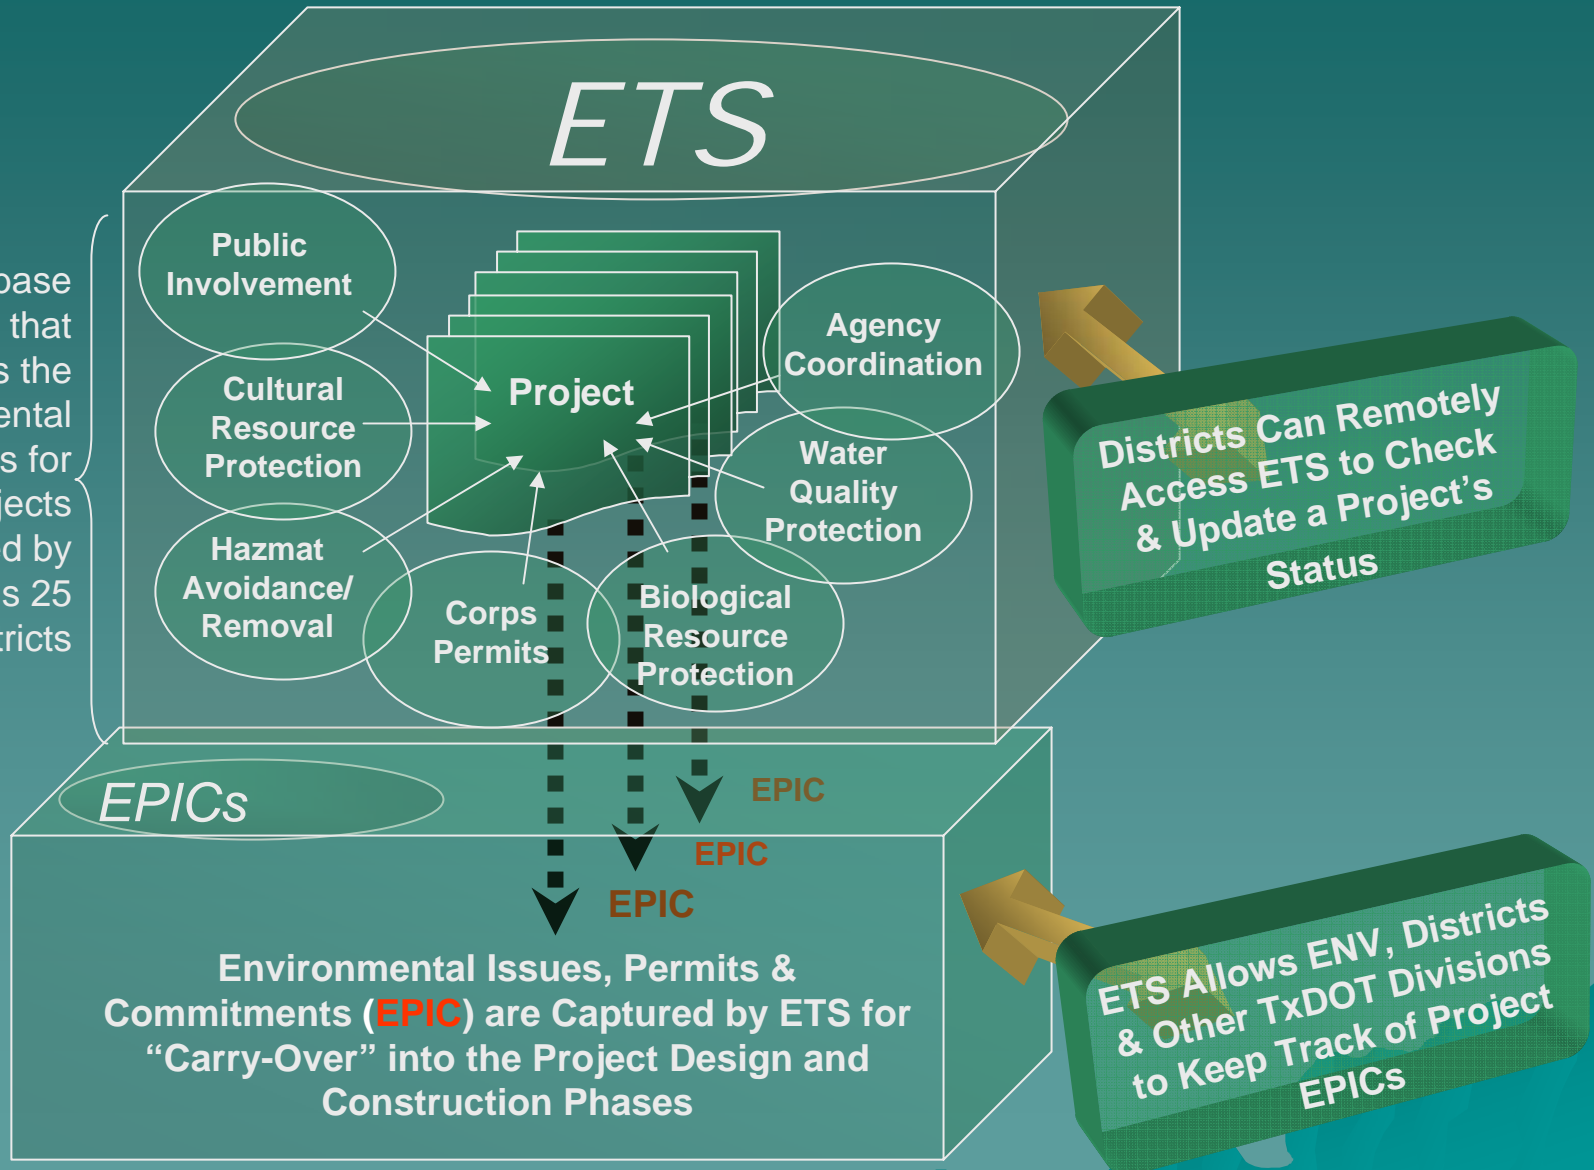 ETS
Public
Involvement
Cultural
Resource
Protection
Hazmat
Avoidance/
Removal
Corps
Permits
Biological
Resource
Protection
Water
Quality
Protection
Agency
Coordination
Project
that
the
for
by
25
EPICs
EPIC
EPIC
EPIC
Environmental Issues, Permits &
Commitments (EPIC) are Captured by ETS for
“Carry-Over” into the Project Design and
Construction Phases
Districts Can Remotely
Access ETS to Check
& Update a Project’s
Status
ETS Allows ENV, Districts
& Other TxDOT Divisions
to Keep Track of Project
EPICs